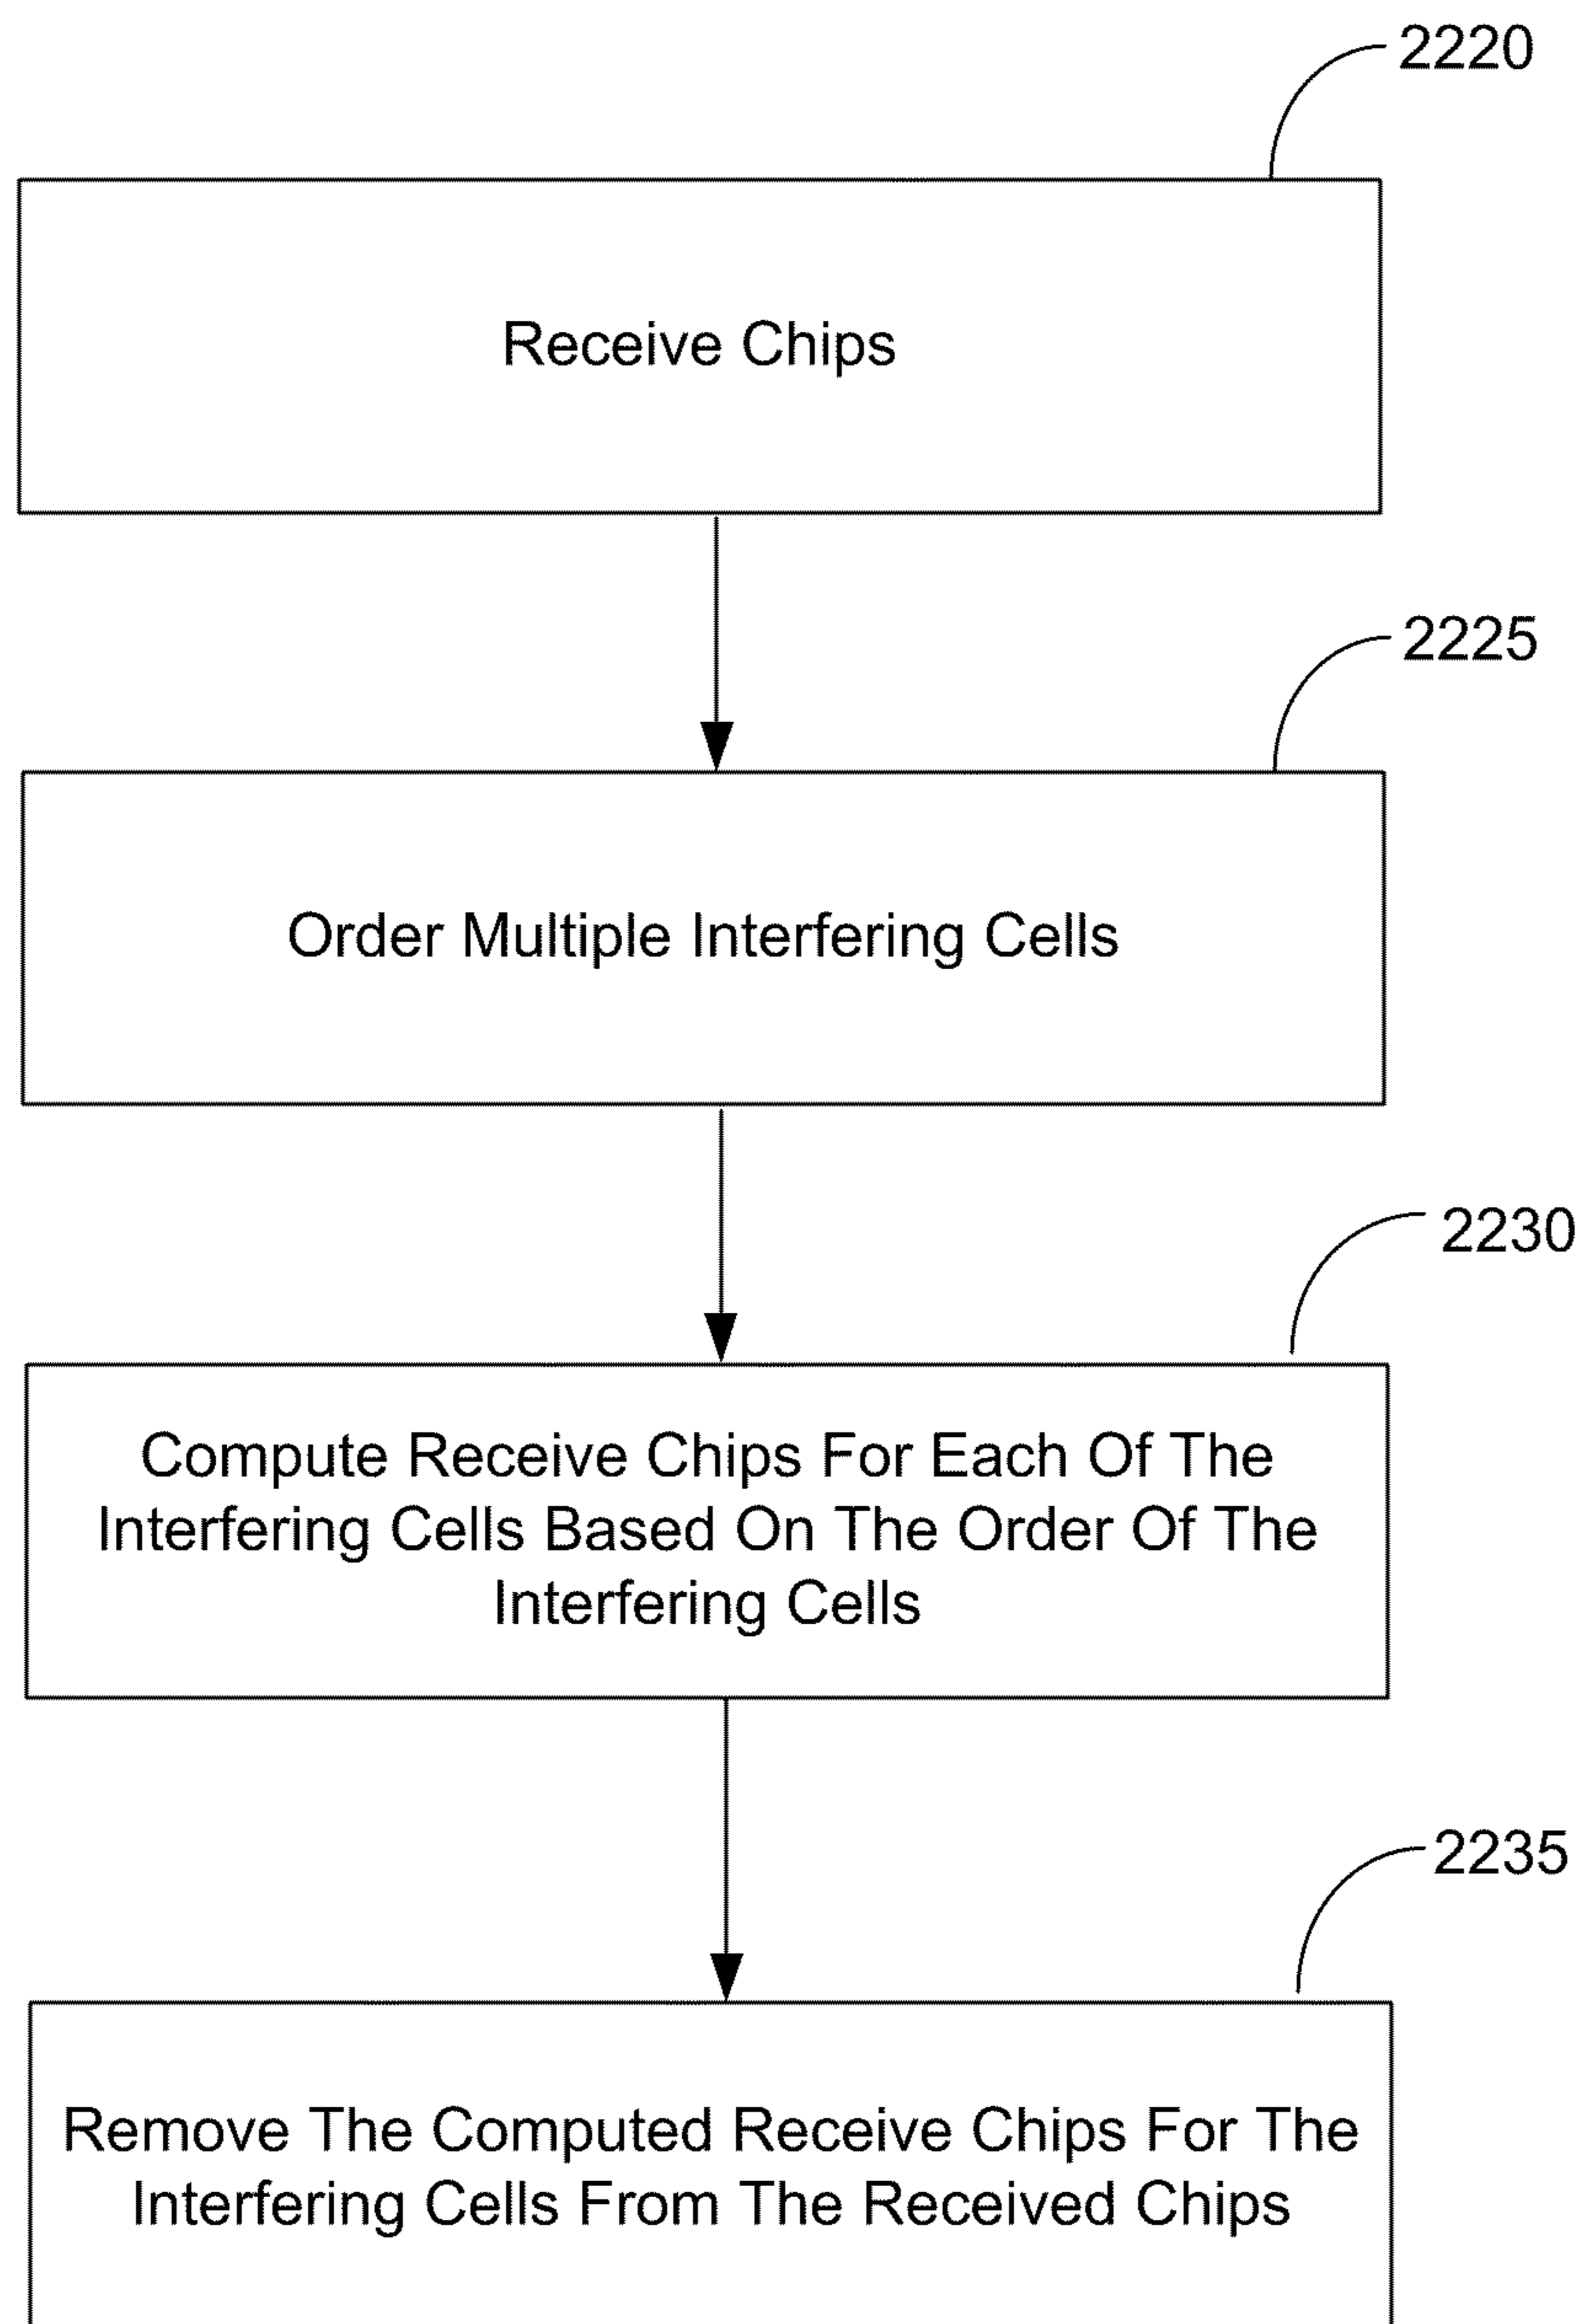 2220
Receive Chips
2225
Order Multiple Interfering Cells
2230
Compute Receive Chips For Each Of The
Interfering Cells Based On The Order Of The
Interfering Cells
2235
Remove The Computed Receive Chips For The
Interfering Cells From The Received Chips